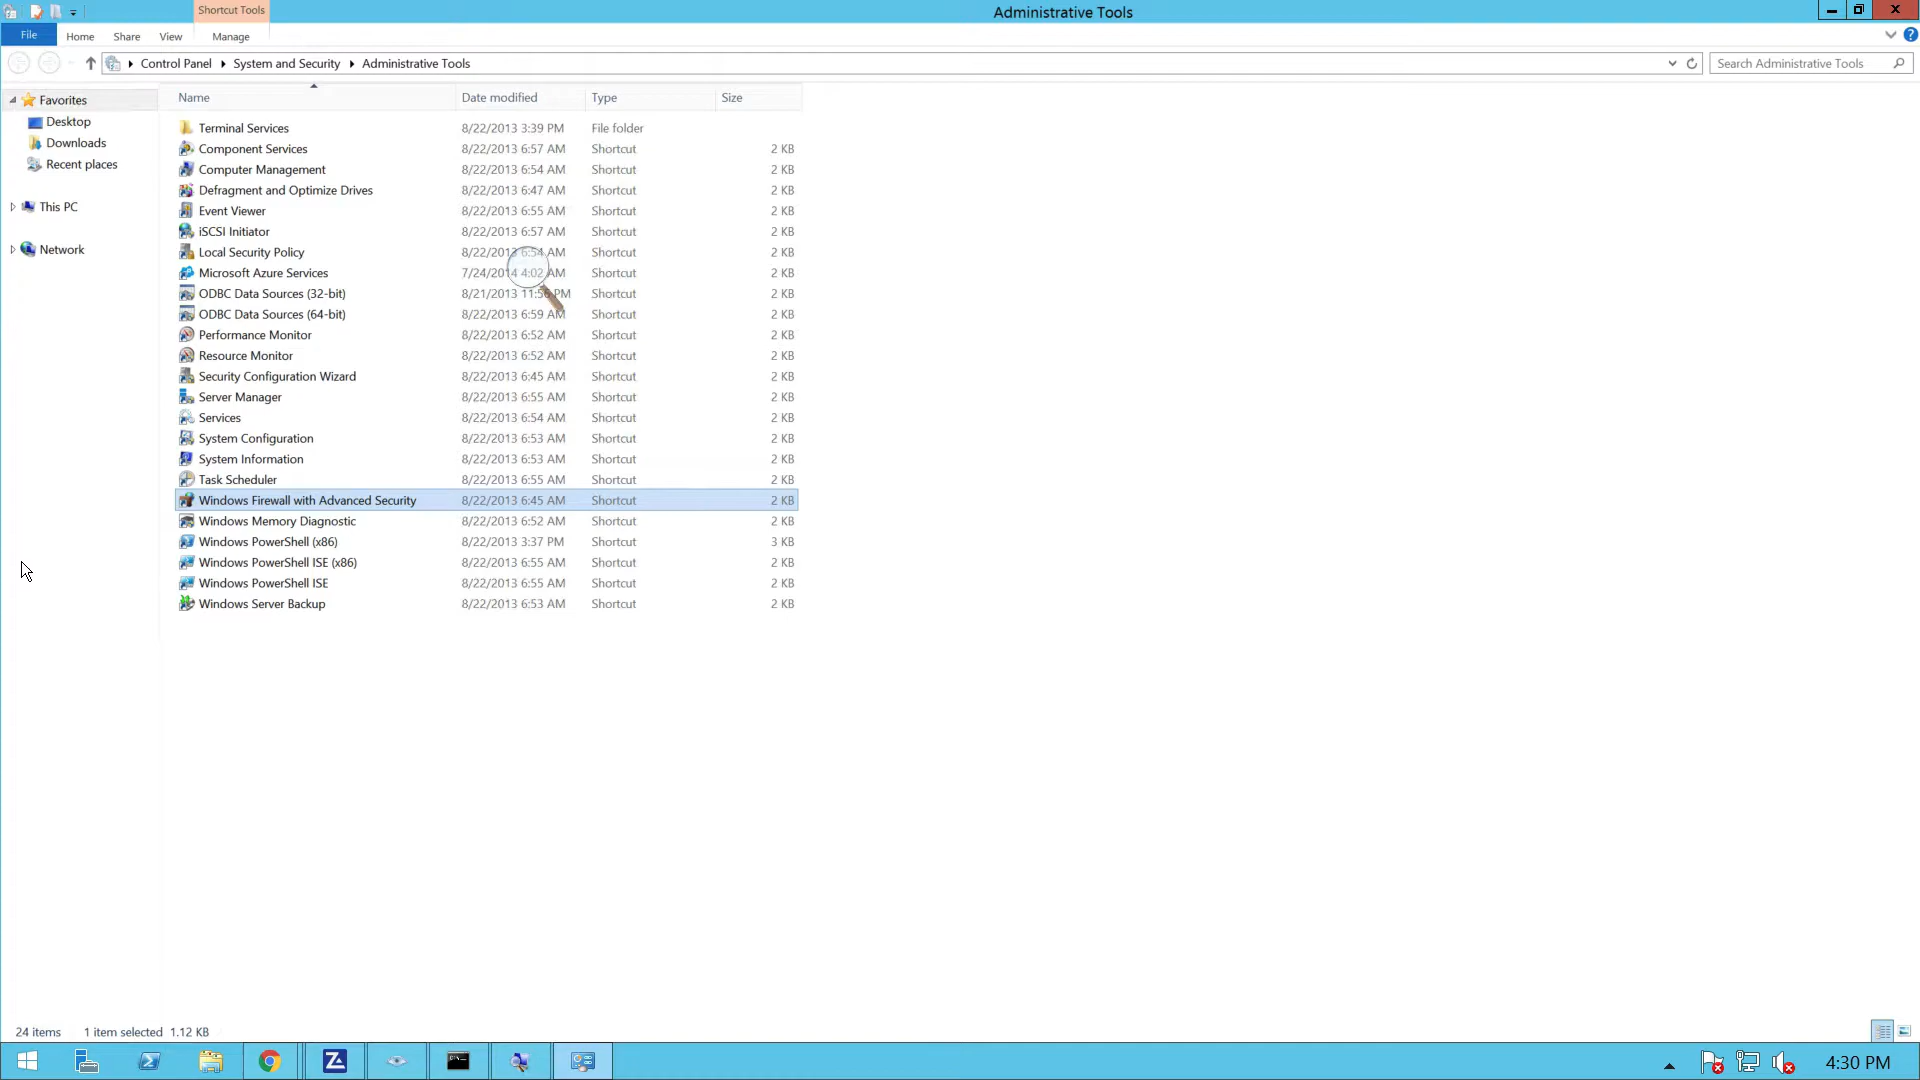 Shortcut Tools
Administrative Tools
File Home Share View Manage
Control Panel System and Security Administrative Tools
Search Administrative Tools
Favorites
Desktop
Downloads
Recent places
This PC
Network
Name Date modified Type Size
Terminal Services 8/22/2013 3:39 PM File folder
Component Services 8/22/2013 6:57 AM Shortcut 2 KB
Computer Management 8/22/2013 6:54 AM Shortcut 2 KB
Defragment and Optimize Drives 8/22/2013 6:47 AM Shortcut 2 KB
Event Viewer 8/22/2013 6:55 AM Shortcut 2 KB
iSCSI Initiator 8/22/2013 6:57 AM Shortcut 2 KB
Local Security Policy 8/22/2013 6:54 AM Shortcut 2 KB
Microsoft Azure Services 7/24/2014 4:02 AM Shortcut 2 KB
ODBC Data Sources (32-bit) 8/21/2013 11:56 PM Shortcut 2 KB
ODBC Data Sources (64-bit) 8/22/2013 6:59 AM Shortcut 2 KB
Performance Monitor 8/22/2013 6:52 AM Shortcut 2 KB
Resource Monitor 8/22/2013 6:52 AM Shortcut 2 KB
Security Configuration Wizard 8/22/2013 6:45 AM Shortcut 2 KB
Server Manager 8/22/2013 6:55 AM Shortcut 2 KB
Services 8/22/2013 6:54 AM Shortcut 2 KB
System Configuration 8/22/2013 6:53 AM Shortcut 2 KB
System Information 8/22/2013 6:53 AM Shortcut 2 KB
Task Scheduler 8/22/2013 6:55 AM Shortcut 2 KB
Windows Firewall with Advanced Security 8/22/2013 6:45 AM Shortcut 2 KB
Windows Memory Diagnostic 8/22/2013 6:52 AM Shortcut 2 KB
Windows PowerShell (x86) 8/22/2013 3:37 PM Shortcut 3 KB
Windows PowerShell ISE (x86) 8/22/2013 6:55 AM Shortcut 2 KB
Windows PowerShell ISE 8/22/2013 6:55 AM Shortcut 2 KB
Windows Server Backup 8/22/2013 6:53 AM Shortcut 2 KB
24 items 1 item selected 1.12 KB
4:30 PM